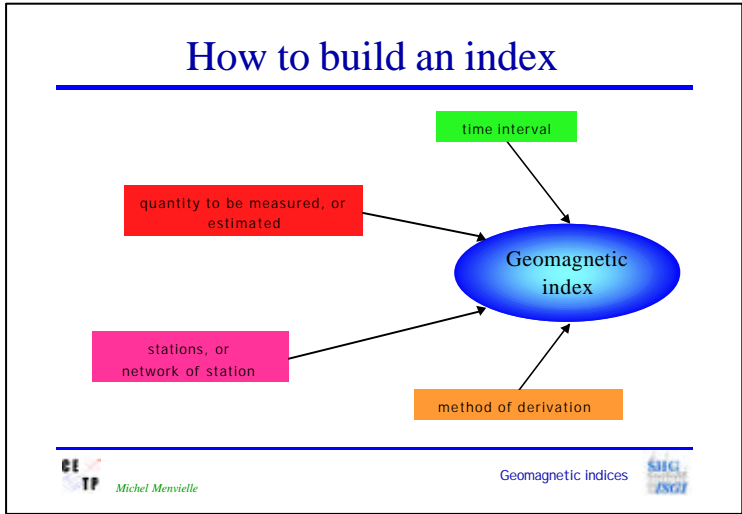 How to build an index
time interval
quantity to be measured, or
estimated
Geomagnetic
index
stations, or
network of station
method of derivation
CE
TP
Michel Menvielle
Geomagnetic indices
ISGI